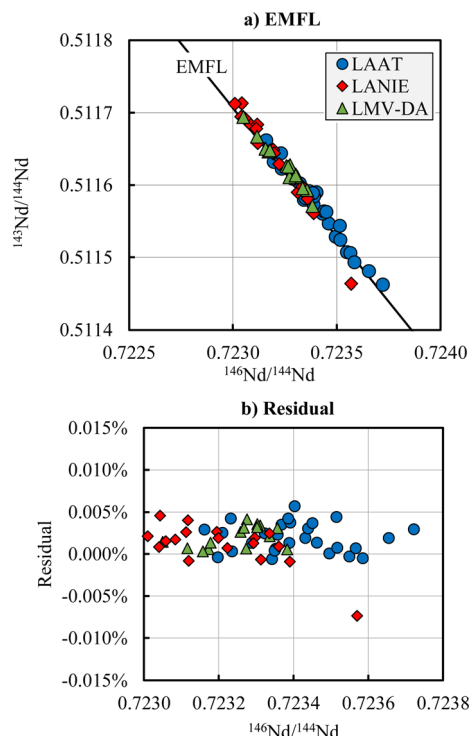 a) EMFL
0.5118
EMFL
LAAT
LANIE
LMV-DA
0.5117
0.5116
0.5115
0.5114
¹⁴³Nd/¹⁴⁴Nd
0.7225 0.7230 0.7235 0.7240
¹⁴⁶Nd/¹⁴⁴Nd
b) Residual
0.015%
0.010%
0.005%
0.000%
-0.005%
-0.010%
-0.015%
Residual
0.7230 0.7232 0.7234 0.7236 0.7238
¹⁴⁶Nd/¹⁴⁴Nd